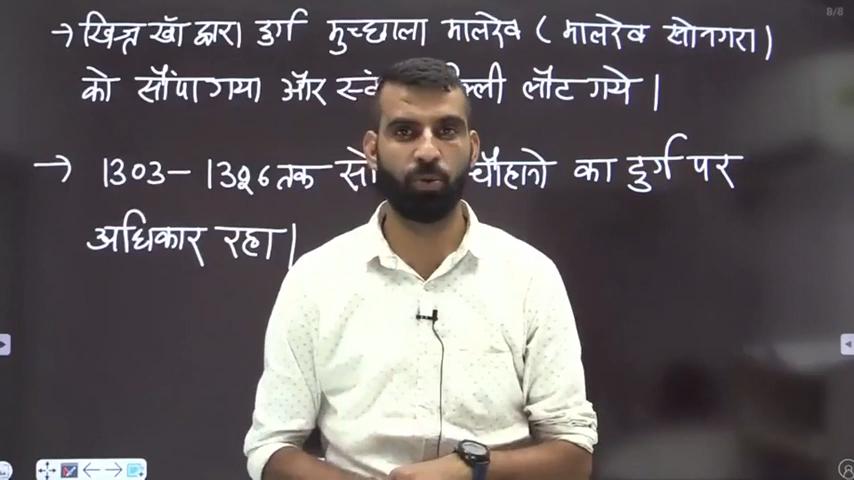 8/8
→ खिज्र खाँ द्वारा दुर्ग मुच्छाला मालदेव ( मालदेव सोनगरा )
को सौंपा गया और दिल्ली लौट गये |
→ 1303 - 1326 तक चौहानो का दुर्ग पर
अधिकार रहा |